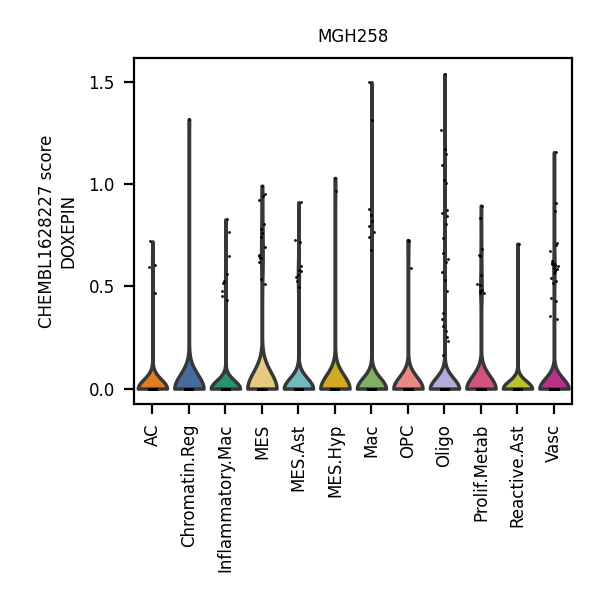 MGH258
CHEMBL1628227 score
DOXEPIN
1.5
1.0
0.5
0.0
AC
Chromatin.Reg
Inflammatory.Mac
MES
MES.Ast
MES.Hyp
Mac
OPC
Oligo
Prolif.Metab
Reactive.Ast
Vasc